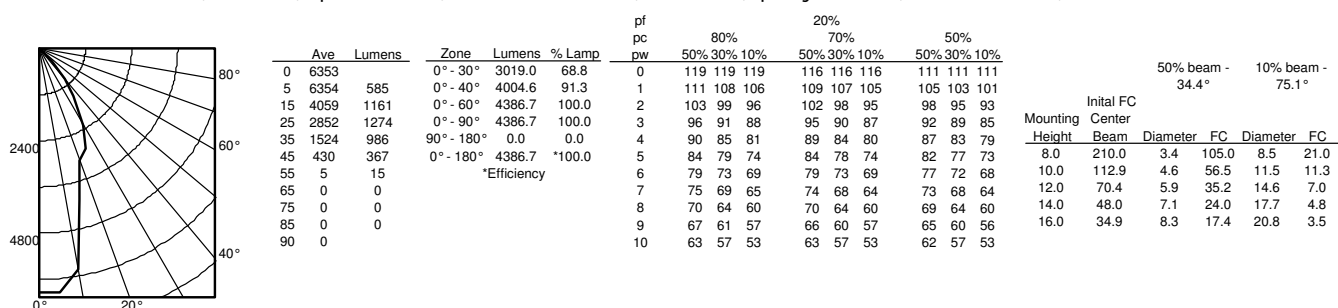 2400
4800
80°
60°
40°
0° 20°
Ave Lumens
0 6353
5 6354 585
15 4059 1161
25 2852 1274
35 1524 986
45 430 367
55 5 15
65 0 0
75 0 0
85 0 0
90 0
Zone Lumens % Lamp
0° - 30° 3019.0 68.8
0° - 40° 4004.6 91.3
0° - 60° 4386.7 100.0
0° - 90° 4386.7 100.0
90° - 180° 0.0 0.0
0° - 180° 4386.7 *100.0
*Efficiency
pf 20%
pc 80% 70% 50%
pw 50% 30% 10% 50% 30% 10% 50% 30% 10%
0 119 119 119 116 116 116 111 111 111
1 111 108 106 109 107 105 105 103 101
2 103 99 96 102 98 95 98 95 93
3 96 91 88 95 90 87 92 89 85
4 90 85 81 89 84 80 87 83 79
5 84 79 74 84 78 74 82 77 73
6 79 73 69 79 73 69 77 72 68
7 75 69 65 74 68 64 73 68 64
8 70 64 60 70 64 60 69 64 60
9 67 61 57 66 60 57 65 60 56
10 63 57 53 63 57 53 62 57 53
50% beam - 10% beam -
34.4° 75.1°
Inital FC
Mounting Center
Height Beam Diameter FC Diameter FC
8.0 210.0 3.4 105.0 8.5 21.0
10.0 112.9 4.6 56.5 11.5 11.3
12.0 70.4 5.9 35.2 14.6 7.0
14.0 48.0 7.1 24.0 17.7 4.8
16.0 34.9 8.3 17.4 20.8 3.5